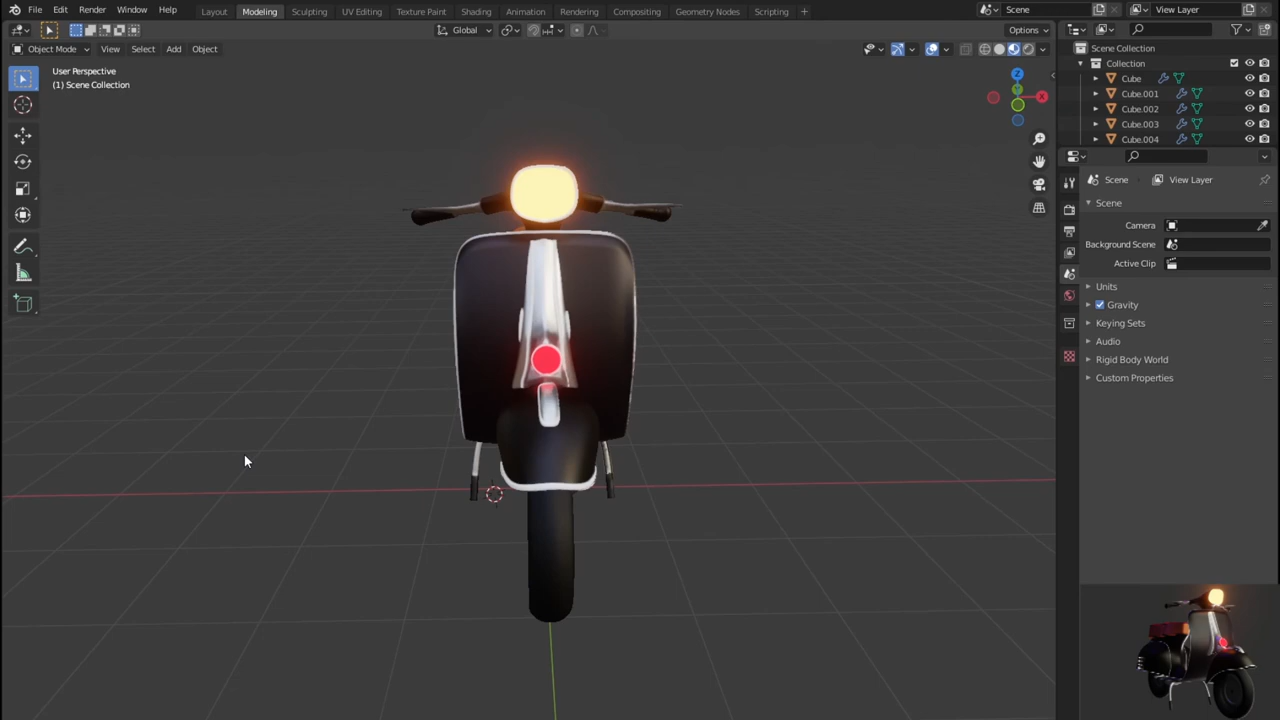 File Edit Render Window Help Layout Modeling Sculpting UV Editing Texture Paint Shading Animation Rendering Compositing Geometry Nodes Scripting + Scene View Layer
Global Options
Object Mode View Select Add Object
User Perspective
(1) Scene Collection
Z
Y
X
Scene Collection
Collection
Cube
Cube.001
Cube.002
Cube.003
Cube.004
Scene View Layer
Scene
Camera
Background Scene
Active Clip
Units
Gravity
Keying Sets
Audio
Rigid Body World
Custom Properties